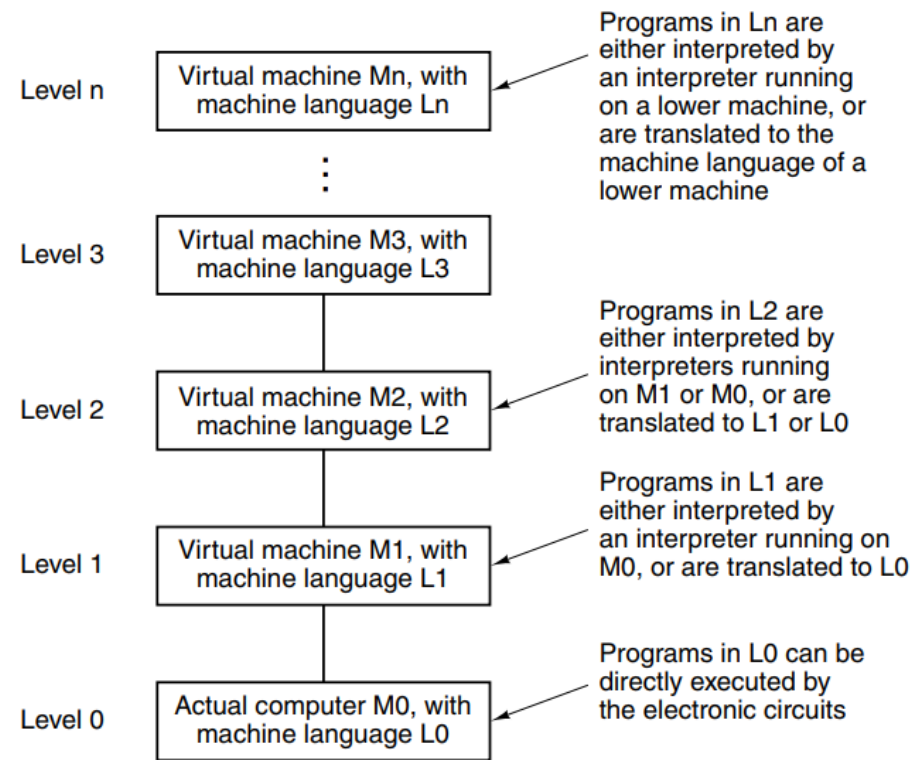 Level n
Virtual machine Mn, with
machine language Ln
Programs in Ln are
either interpreted by
an interpreter running
on a lower machine, or
are translated to the
machine language of a
lower machine
Level 3
Virtual machine M3, with
machine language L3
Level 2
Virtual machine M2, with
machine language L2
Programs in L2 are
either interpreted by
interpreters running
on M1 or M0, or are
translated to L1 or L0
Level 1
Virtual machine M1, with
machine language L1
Programs in L1 are
either interpreted by
an interpreter running on
M0, or are translated to L0
Level 0
Actual computer M0, with
machine language L0
Programs in L0 can be
directly executed by
the electronic circuits